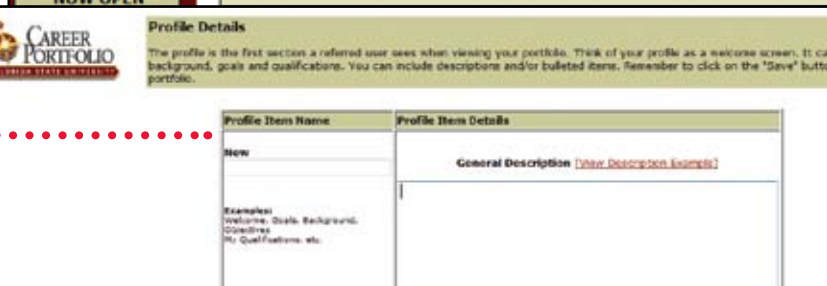 NOW OPEN
CAREER
PORTFOLIO
FLORIDA STATE UNIVERSITY
Profile Details
The profile is the first section a referred user sees when viewing your portfolio. Think of your profile as a welcome screen. It ca
background, goals and qualifications. You can include descriptions and/or bulleted items. Remember to click on the "Save" butto
portfolio.
Profile Item Name
Profile Item Details
New
General Description [View Description Example]
Examples:
Welcome, Goals, Background,
Objectives
My Qualifications, etc.